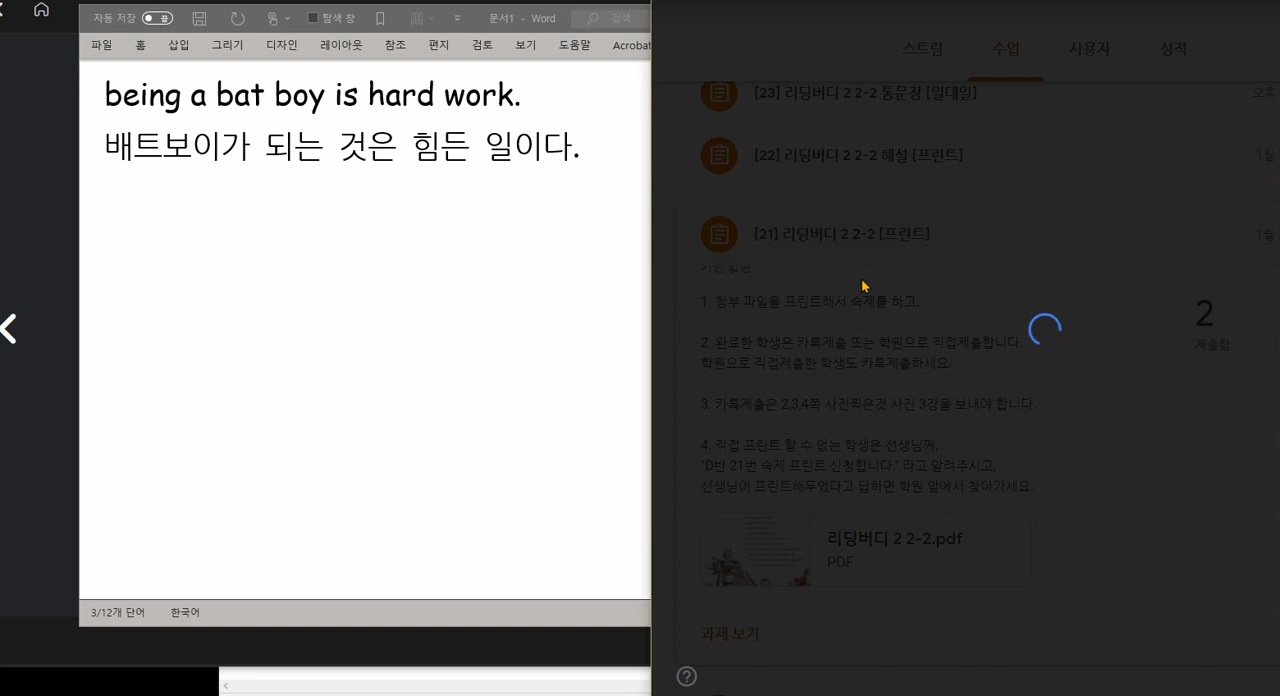 자동 저장 끔 탐색 창 문서1 - Word 검색
파일 홈 삽입 그리기 디자인 레이아웃 참조 편지 검토 보기 도움말 Acrobat
being a bat boy is hard work.
배트보이가 되는 것은 힘든 일이다.
3/12개 단어 한국어
스트림 수업 사용자 성적
[23] 리딩버디 2 2-2 통문장 [일대일] 오후
[22] 리딩버디 2 2-2 해설 [프린트] 1월
[21] 리딩버디 2 2-2 [프린트] 1월
기한 없음
1. 첨부 파일을 프린트해서 숙제를 하고,
2. 완료한 학생은 카톡제출 또는 학원으로 직접제출합니다.
학원으로 직접제출한 학생도 카톡제출하세요.
3. 카톡제출은 2,3,4쪽 사진찍은것 사진 3장을 보내야 합니다.
4. 직접 프린트 할 수 없는 학생은 선생님께,
"D반 21번 숙제 프린트 신청합니다." 라고 알려주시고,
선생님이 프린트해두었다고 답하면 학원 앞에서 찾아가세요.
2
제출함
리딩버디 2 2-2.pdf
PDF
과제 보기